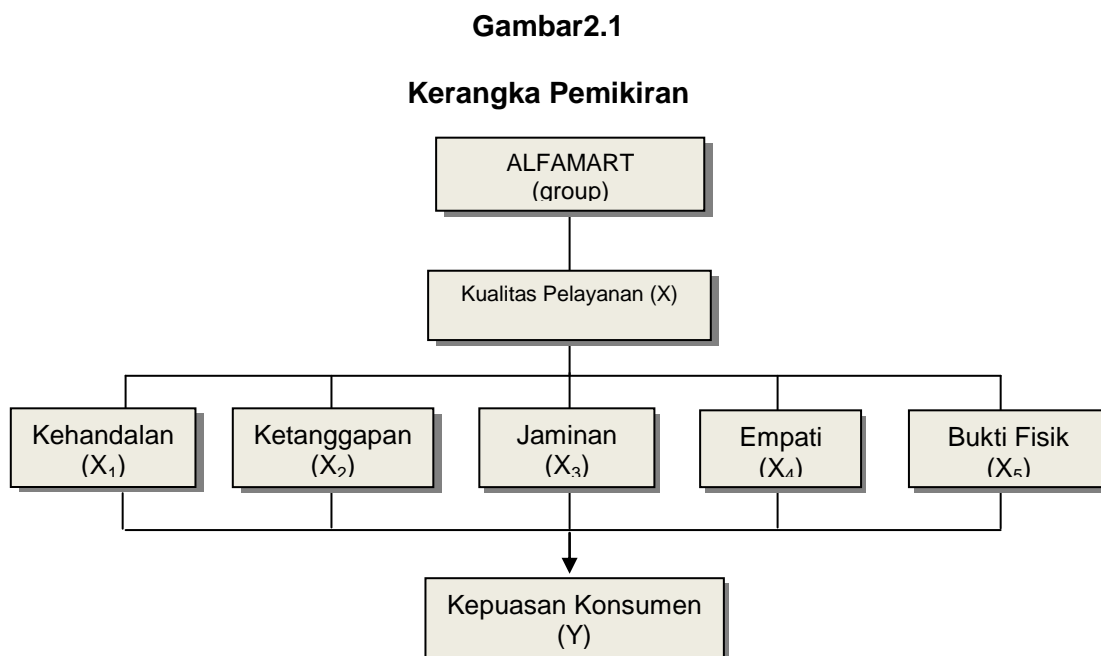 Gambar2.1
Kerangka Pemikiran
ALFAMART
(group)
Kualitas Pelayanan (X)
Kehandalan
(X₁)
Ketanggapan
(X₂)
Jaminan
(X₃)
Empati
(X₄)
Bukti Fisik
(X₅)
Kepuasan Konsumen
(Y)